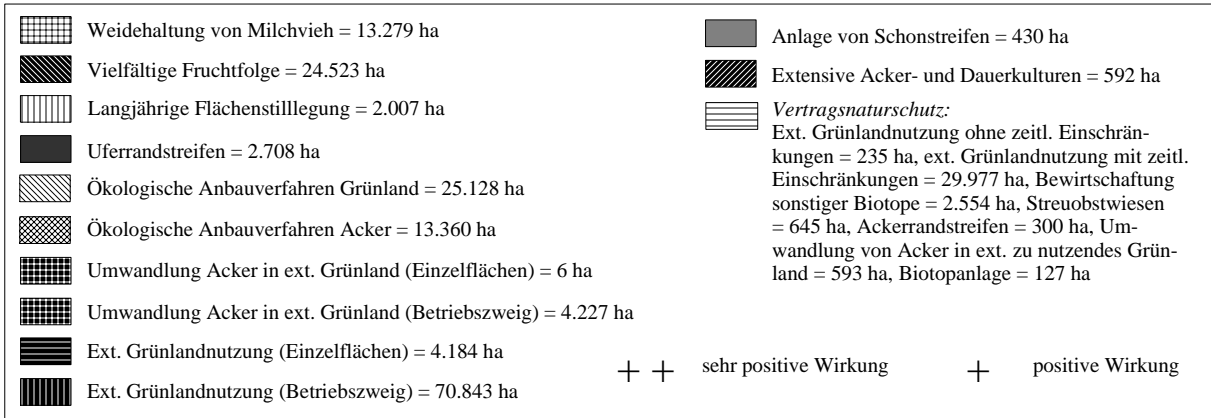 Weidehaltung von Milchvieh = 13.279 ha
Vielfältige Fruchtfolge = 24.523 ha
Langjährige Flächenstilllegung = 2.007 ha
Uferrandstreifen = 2.708 ha
Ökologische Anbauverfahren Grünland = 25.128 ha
Ökologische Anbauverfahren Acker = 13.360 ha
Umwandlung Acker in ext. Grünland (Einzelflächen) = 6 ha
Umwandlung Acker in ext. Grünland (Betriebszweig) = 4.227 ha
Ext. Grünlandnutzung (Einzelflächen) = 4.184 ha
Ext. Grünlandnutzung (Betriebszweig) = 70.843 ha
Anlage von Schonstreifen = 430 ha
Extensive Acker- und Dauerkulturen = 592 ha
Vertragsnaturschutz:
Ext. Grünlandnutzung ohne zeitl. Einschrän-
kungen = 235 ha, ext. Grünlandnutzung mit zeitl.
Einschränkungen = 29.977 ha, Bewirtschaftung
sonstiger Biotope = 2.554 ha, Streuobstwiesen
= 645 ha, Ackerrandstreifen = 300 ha, Um-
wandlung von Acker in ext. zu nutzendes Grün-
land = 593 ha, Biotopanlage = 127 ha
+ + sehr positive Wirkung + positive Wirkung